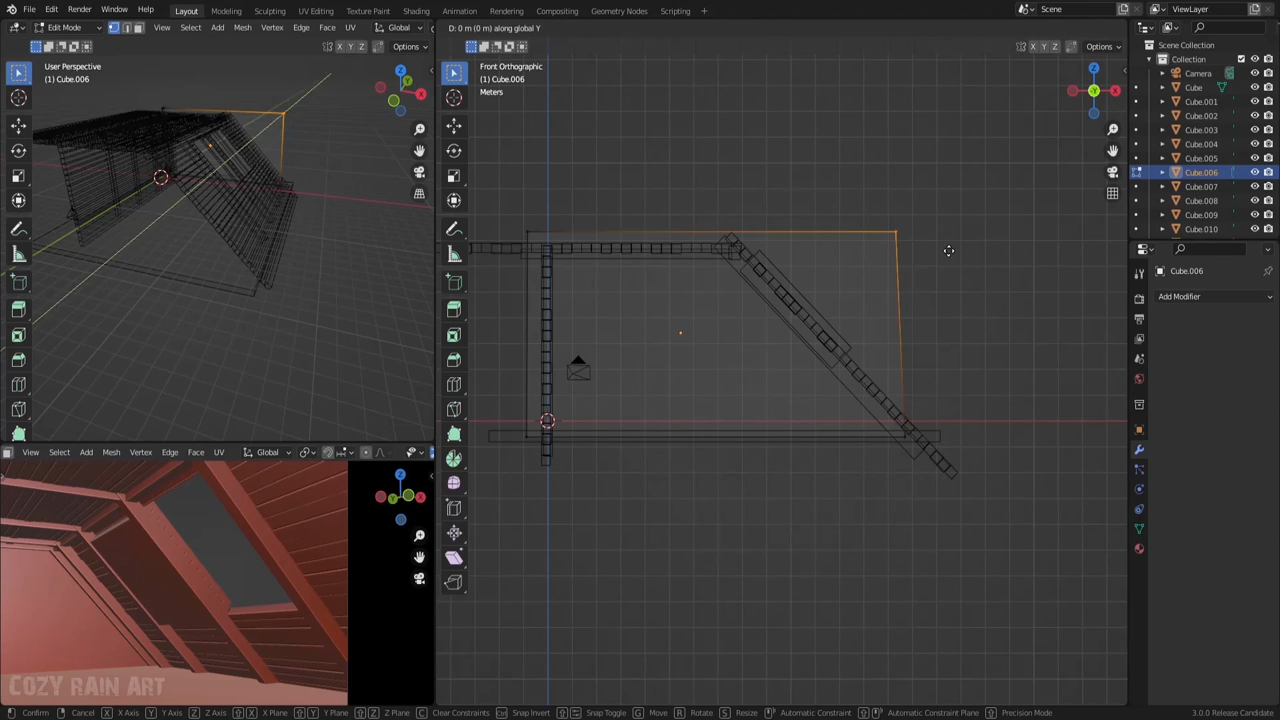 File Edit Render Window Help
Layout Modeling Sculpting UV Editing Texture Paint Shading Animation Rendering Compositing Geometry Nodes Scripting
Scene ViewLayer
Edit Mode View Select Add Mesh Vertex Edge Face UV Global
D: 0 m (0 m) along global Y
X Y Z Options
X Y Z Options
User Perspective
(1) Cube.006
Front Orthographic
(1) Cube.006
Meters
Z
Y
X
Z
Y
X
Scene Collection
Collection
Camera
Cube
Cube.001
Cube.002
Cube.003
Cube.004
Cube.005
Cube.006
Cube.007
Cube.008
Cube.009
Cube.010
Cube.006
Add Modifier
View Select Add Mesh Vertex Edge Face UV Global
Z
Y
X
COZY RAIN ART
Confirm Cancel X X Axis Y Y Axis Z Z Axis X X Plane Y Y Plane Z Z Plane C Clear Constraints Snap Invert Snap Toggle G Move R Rotate S Resize Automatic Constraint Automatic Constraint Plane Precision Mode 3.0.0 Release Candidate